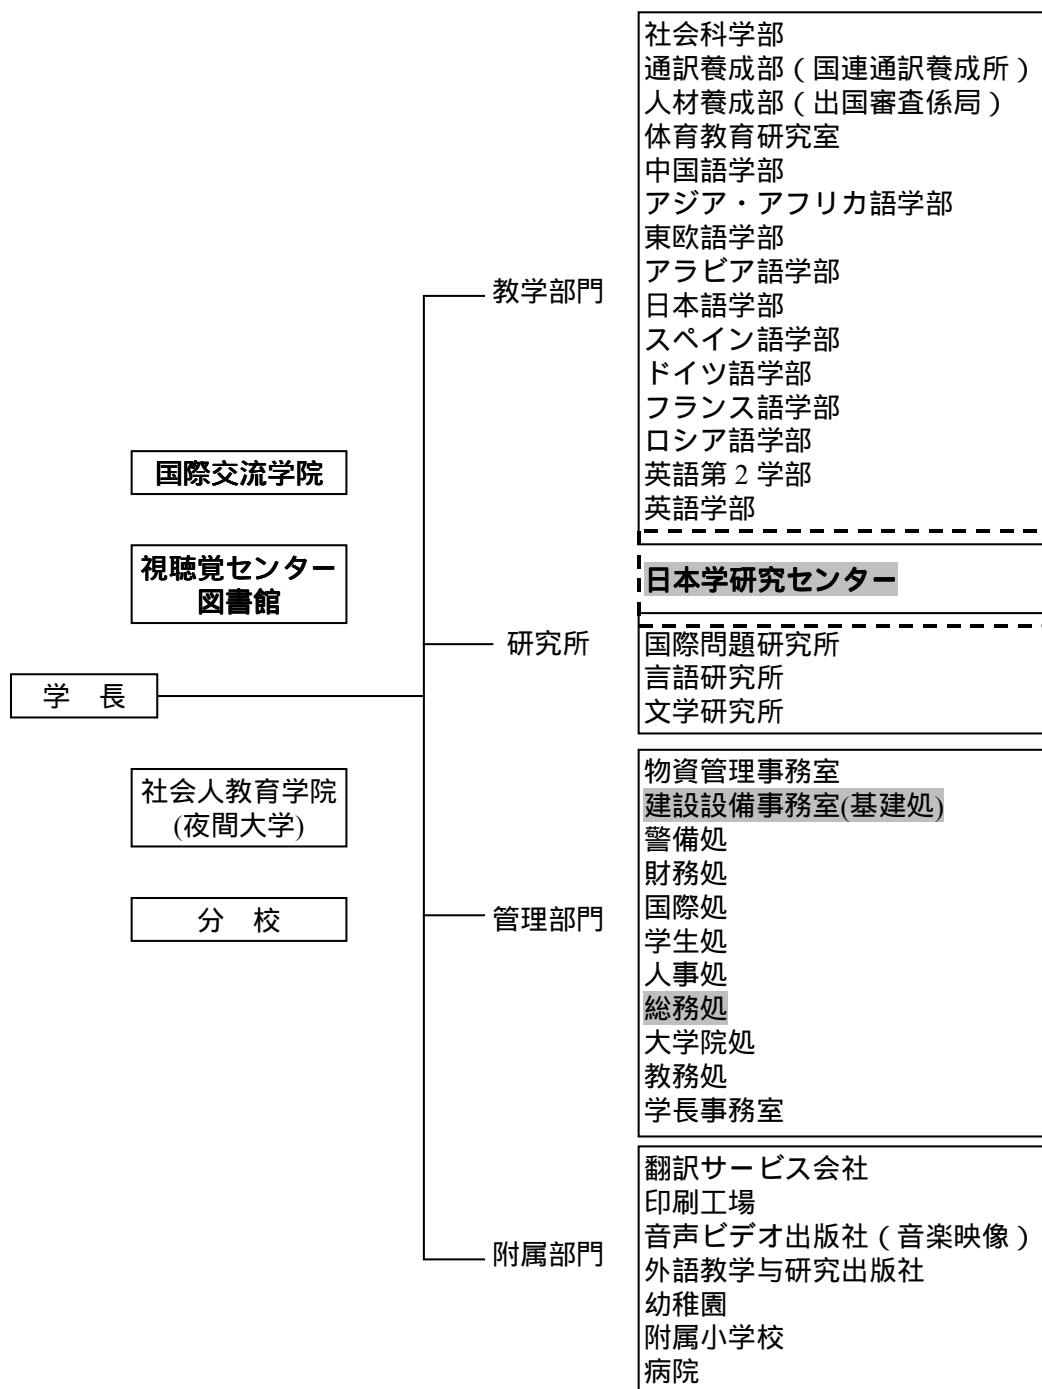 社会科学部
通訳養成部（国連通訳養成所）
人材養成部（出国審査係局）
体育教育研究室
中国語学部
アジア・アフリカ語学部
東欧語学部
アラビア語学部
日本語学部
スペイン語学部
ドイツ語学部
フランス語学部
ロシア語学部
英語第2学部
英語学部
教学部門
国際交流学院
視聴覚センター
図書館
日本学研究センター
研究所
国際問題研究所
言語研究所
文学研究所
学　長
社会人教育学院
(夜間大学)
分　校
管理部門
物資管理事務室
建設設備事務室(基建処)
警備処
財務処
国際処
学生処
人事処
総務処
大学院処
教務処
学長事務室
附属部門
翻訳サービス会社
印刷工場
音声ビデオ出版社（音楽映像）
外語教学与研究出版社
幼稚園
附属小学校
病院